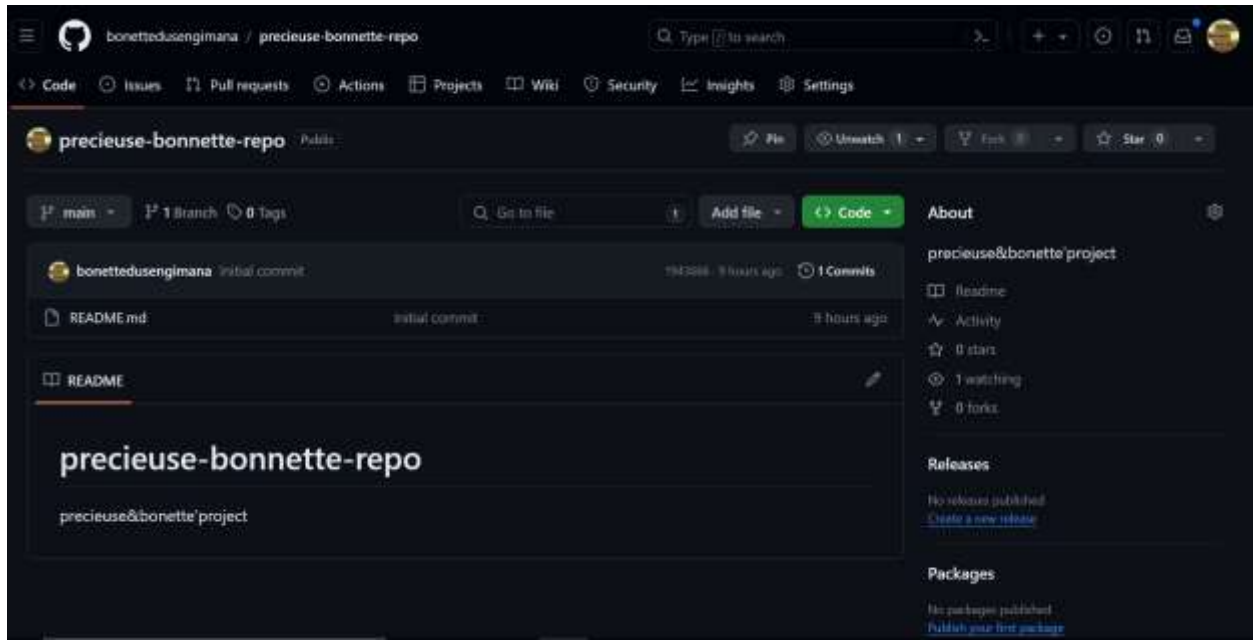 bonettedusengimana / precieuse-bonnette-repo
Type / to search
Code Issues Pull requests Actions Projects Wiki Security Insights Settings
precieuse-bonnette-repo Public
Pin Unwatch 1 Fork 0 Star 0
main 1 Branch 0 Tags Go to file t Add file Code
bonettedusengimana Initial commit 9 hours ago 1 Commits
README.md Initial commit 9 hours ago
README
precieuse-bonnette-repo
precieuse&bonette'project
About
precieuse&bonette'project
Readme
Activity
0 stars
1 watching
0 forks
Releases
No releases published
Create a new release
Packages
No packages published
Publish your first package